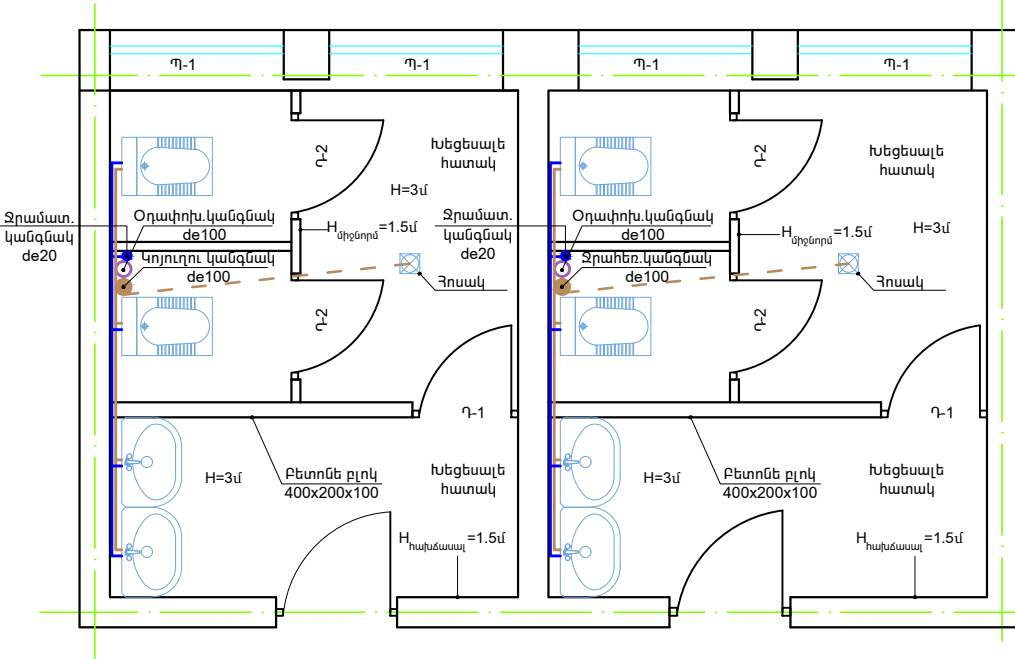 Պ-1
Պ-1
Պ-1
Պ-1
Դ-2
Խեցեսալե
հատակ
Դ-2
Խեցեսալե
հատակ
H=3մ
Ջրամատ.
կանգնակ
de20
Օդափոխ.կանգնակ
de100
Hմիջնորմ=1.5մ
Ջրամատ.
կանգնակ
de20
Օդափոխ.կանգնակ
de100
Hմիջնորմ=1.5մ
H=3մ
Կոյուղու կանգնակ
de100
Հոսակ
Ջրահեռ.կանգնակ
de100
Հոսակ
Դ-2
Դ-2
Դ-1
Դ-1
H=3մ
Բետոնե բլոկ
400x200x100
Խեցեսալե
հատակ
H=3մ
Բետոնե բլոկ
400x200x100
Խեցեսալե
հատակ
Hհախճասալ=1.5մ
Hհախճասալ=1.5մ